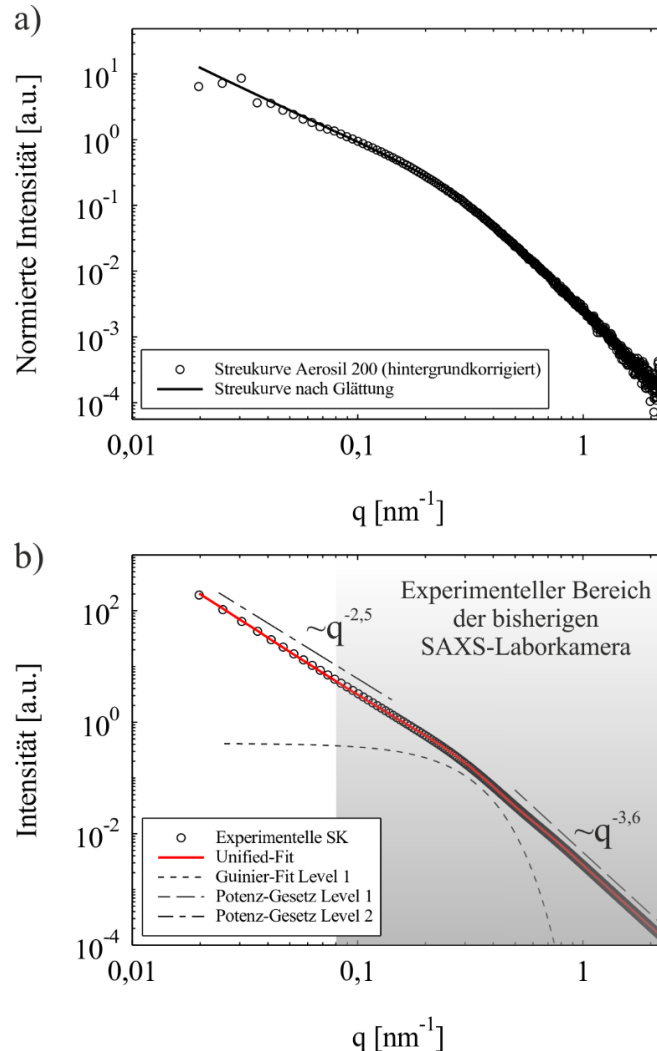 a)
Normierte Intensität [a.u.]
10^1
10^0
10^-1
10^-2
10^-3
10^-4
Streukurve Aerosil 200 (hintergrundkorrigiert)
Streukurve nach Glättung
0,01
0,1
1
q [nm^-1]
b)
Intensität [a.u.]
10^2
10^0
10^-2
10^-4
Experimenteller Bereich
der bisherigen
SAXS-Laborkamera
~q^-2,5
~q^-3,6
Experimentelle SK
Unified-Fit
Guinier-Fit Level 1
Potenz-Gesetz Level 1
Potenz-Gesetz Level 2
0,01
0,1
1
q [nm^-1]